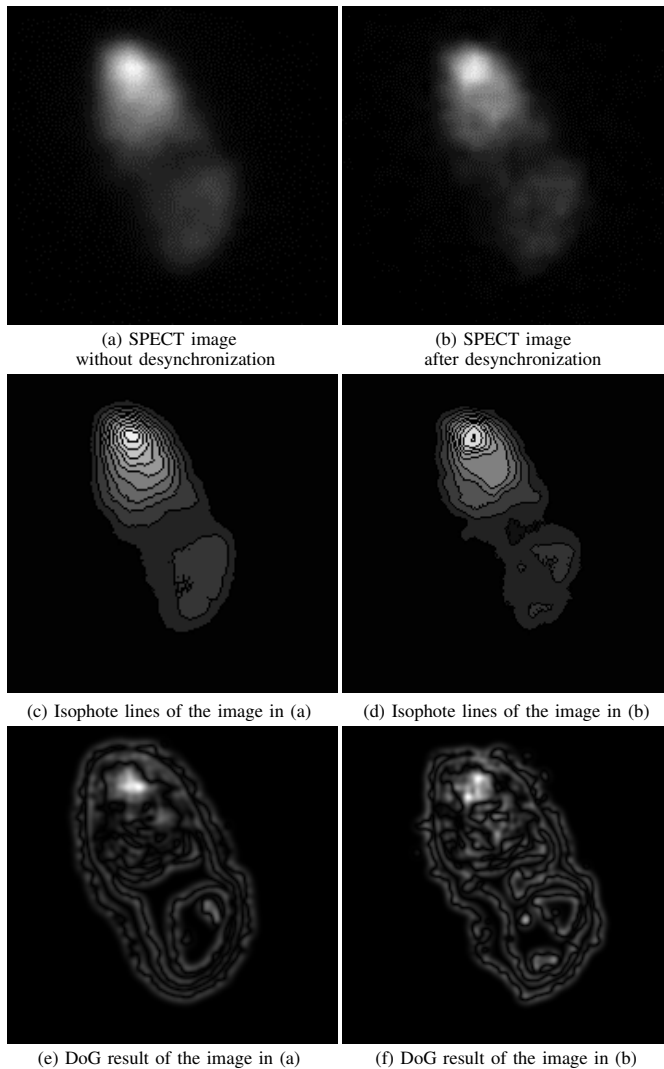 (a) SPECT image
without desynchronization
(b) SPECT image
after desynchronization
(c) Isophote lines of the image in (a)
(d) Isophote lines of the image in (b)
(e) DoG result of the image in (a)
(f) DoG result of the image in (b)